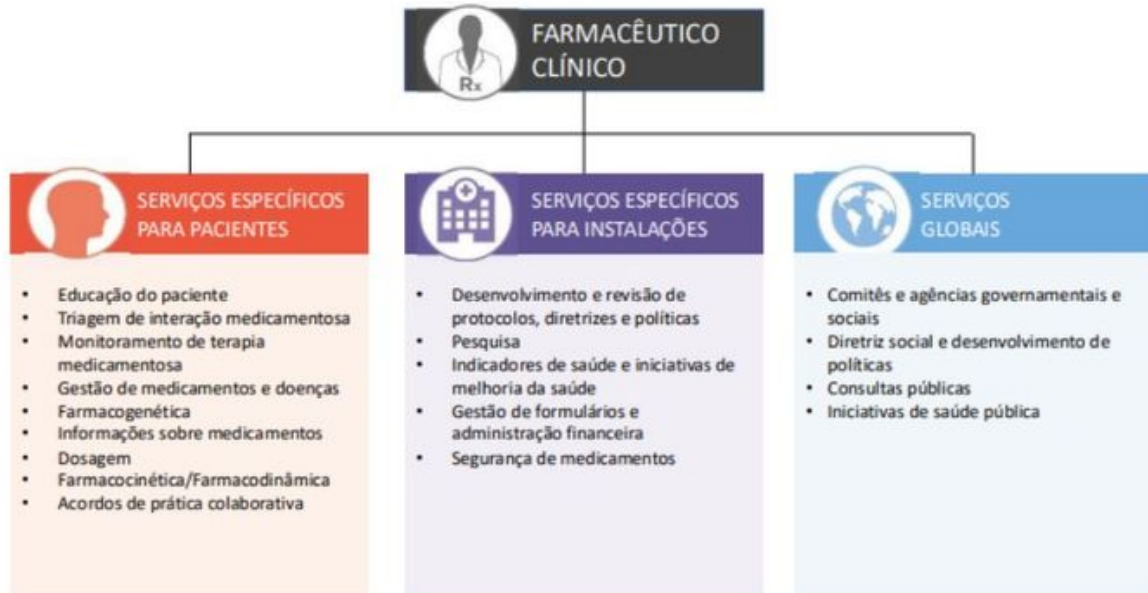 FARMACÊUTICO
CLÍNICO
Rx
SERVIÇOS ESPECÍFICOS
PARA PACIENTES
• Educação do paciente
• Triagem de interação medicamentosa
• Monitoramento de terapia
medicamentosa
• Gestão de medicamentos e doenças
• Farmacogenética
• Informações sobre medicamentos
• Dosagem
• Farmacocinética/Farmacodinâmica
• Acordos de prática colaborativa
SERVIÇOS ESPECÍFICOS
PARA INSTALAÇÕES
• Desenvolvimento e revisão de
protocolos, diretrizes e políticas
• Pesquisa
• Indicadores de saúde e iniciativas de
melhoria da saúde
• Gestão de formulários e
administração financeira
• Segurança de medicamentos
SERVIÇOS
GLOBAIS
• Comitês e agências governamentais e
sociais
• Diretriz social e desenvolvimento de
políticas
• Consultas públicas
• Iniciativas de saúde pública